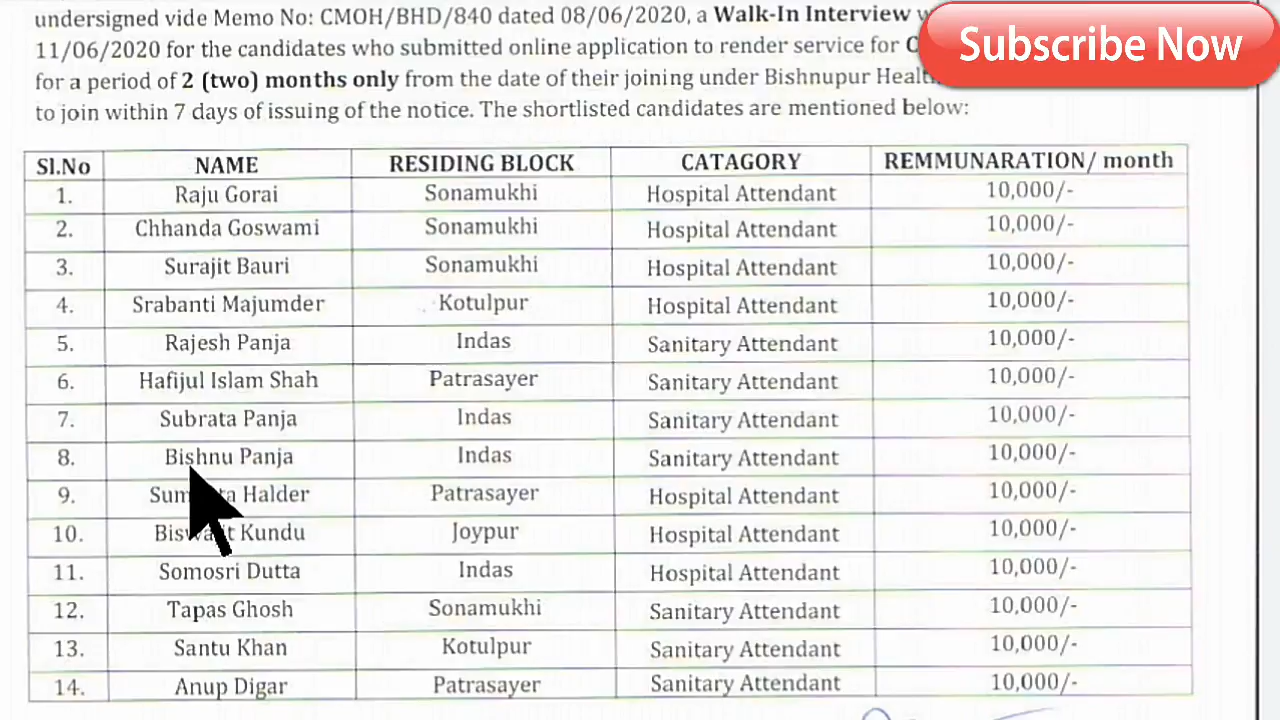 undersigned vide Memo No: CMOH/BHD/840 dated 08/06/2020, a Walk-In Interview
11/06/2020 for the candidates who submitted online application to render service for
for a period of 2 (two) months only from the date of their joining under Bishnupur
to join within 7 days of issuing of the notice. The shortlisted candidates are mentioned below:
Subscribe Now
Sl.No NAME RESIDING BLOCK CATAGORY REMMUNARATION/ month
1. Raju Gorai Sonamukhi Hospital Attendant 10,000/-
2. Chhanda Goswami Sonamukhi Hospital Attendant 10,000/-
3. Surajit Bauri Sonamukhi Hospital Attendant 10,000/-
4. Srabanti Majumder Kotulpur Hospital Attendant 10,000/-
5. Rajesh Panja Indas Sanitary Attendant 10,000/-
6. Hafijul Islam Shah Patrasayer Sanitary Attendant 10,000/-
7. Subrata Panja Indas Sanitary Attendant 10,000/-
8. Bishnu Panja Indas Sanitary Attendant 10,000/-
9. Halder Patrasayer Hospital Attendant 10,000/-
10. Biswajit Kundu Joypur Hospital Attendant 10,000/-
11. Somosri Dutta Indas Hospital Attendant 10,000/-
12. Tapas Ghosh Sonamukhi Sanitary Attendant 10,000/-
13. Santu Khan Kotulpur Sanitary Attendant 10,000/-
14. Anup Digar Patrasayer Sanitary Attendant 10,000/-